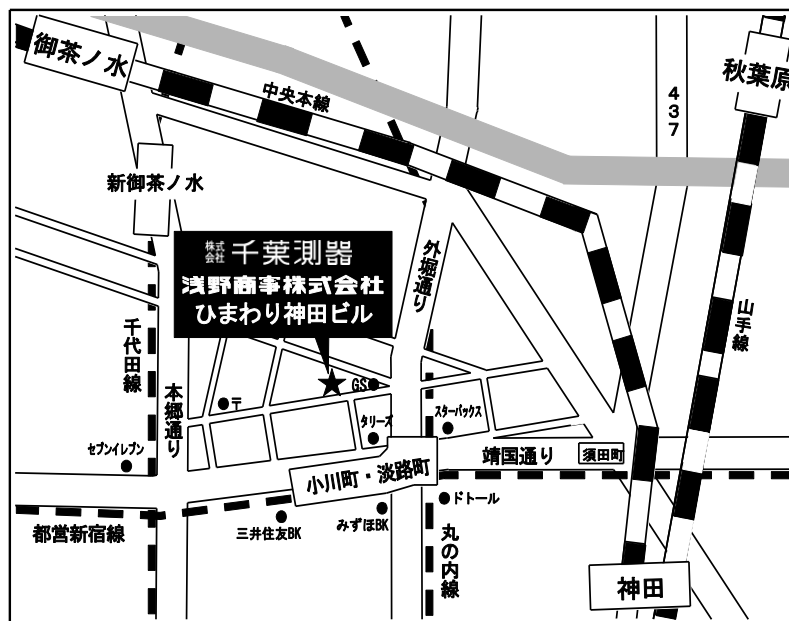 御茶ノ水
秋葉原
中央本線
437
新御茶ノ水
株式会社 千葉測器
浅野商事株式会社
ひまわり神田ビル
外堀通り
山手線
千代田線
本郷通り
GS
〒
タリーズ
スターバックス
セブンイレブン
靖国通り
須田町
小川町・淡路町
ドトール
都営新宿線
三井住友BK
みずほBK
丸の内線
神田